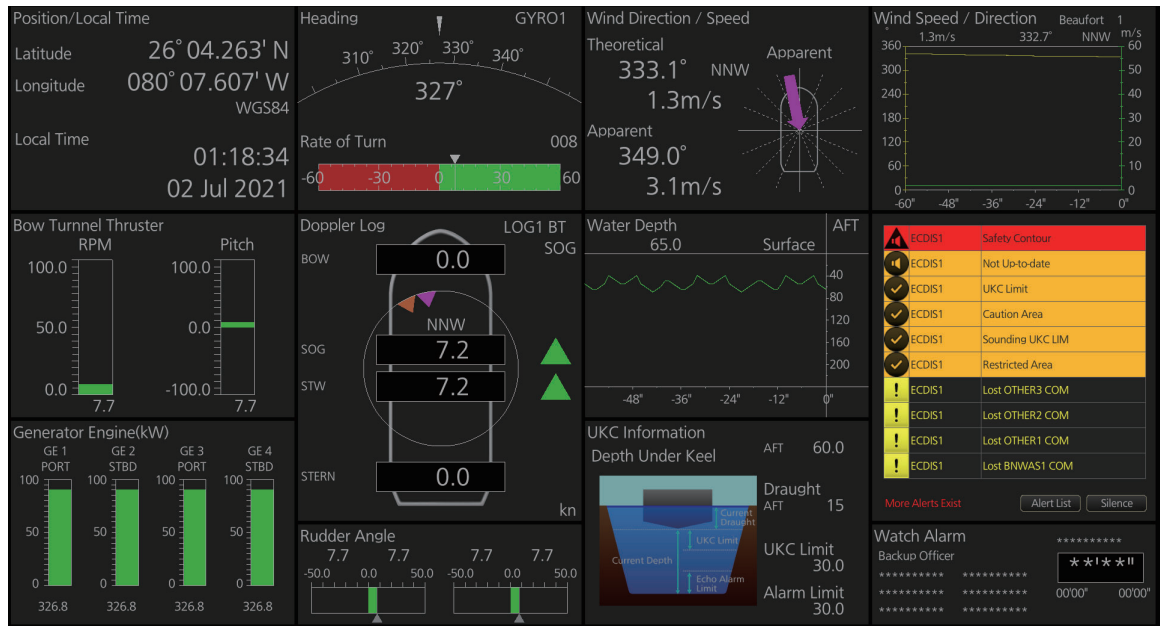 Position/Local Time
Latitude 26°04.263' N
Longitude 080°07.607' W
WGS84
Local Time
01:18:34
02 Jul 2021
Heading GYRO1
310° 320° 330° 340°
327°
Rate of Turn 008
-60 -30 0 30 60
Wind Direction / Speed
Theoretical
333.1° NNW
1.3m/s
Apparent
Apparent
349.0°
3.1m/s
Wind Speed / Direction Beaufort 1
° 1.3m/s 332.7° NNW m/s
360 60
300 50
240 40
180 30
120 20
60 10
0 0
-60" -48" -36" -24" -12" 0"
Bow Turnnel Thruster
RPM Pitch
100.0 100.0
50.0 0.0
0.0 -100.0
7.7 7.7
Doppler Log LOG1 BT
SOG
BOW 0.0
NNW
SOG 7.2
STW 7.2
STERN 0.0
kn
Water Depth AFT
65.0 Surface
40
80
120
160
200
-48" -36" -24" -12" 0"
ECDIS1 Safety Contour
ECDIS1 Not Up-to-date
ECDIS1 UKC Limit
ECDIS1 Caution Area
ECDIS1 Sounding UKC LIM
ECDIS1 Restricted Area
! ECDIS1 Lost OTHER3 COM
! ECDIS1 Lost OTHER2 COM
! ECDIS1 Lost OTHER1 COM
! ECDIS1 Lost BNWAS1 COM
More Alerts Exist Alert List Silence
Generator Engine(kW)
GE 1 GE 2 GE 3 GE 4
PORT STBD PORT STBD
100 100 100 100
50 50 50 50
0 0 0 0
326.8 326.8 326.8 326.8
Rudder Angle
7.7 7.7 7.7 7.7
-50.0 0.0 50.0 -50.0 0.0 50.0
UKC Information
Depth Under Keel
AFT 60.0
Draught
AFT 15
UKC Limit
30.0
Alarm Limit
30.0
Current
Draught
UKC Limit
Current Depth
Echo Alarm
Limit
Watch Alarm
**********
Backup Officer
**'**"
********** **********
00'00" 00'00"
********** **********
********** **********